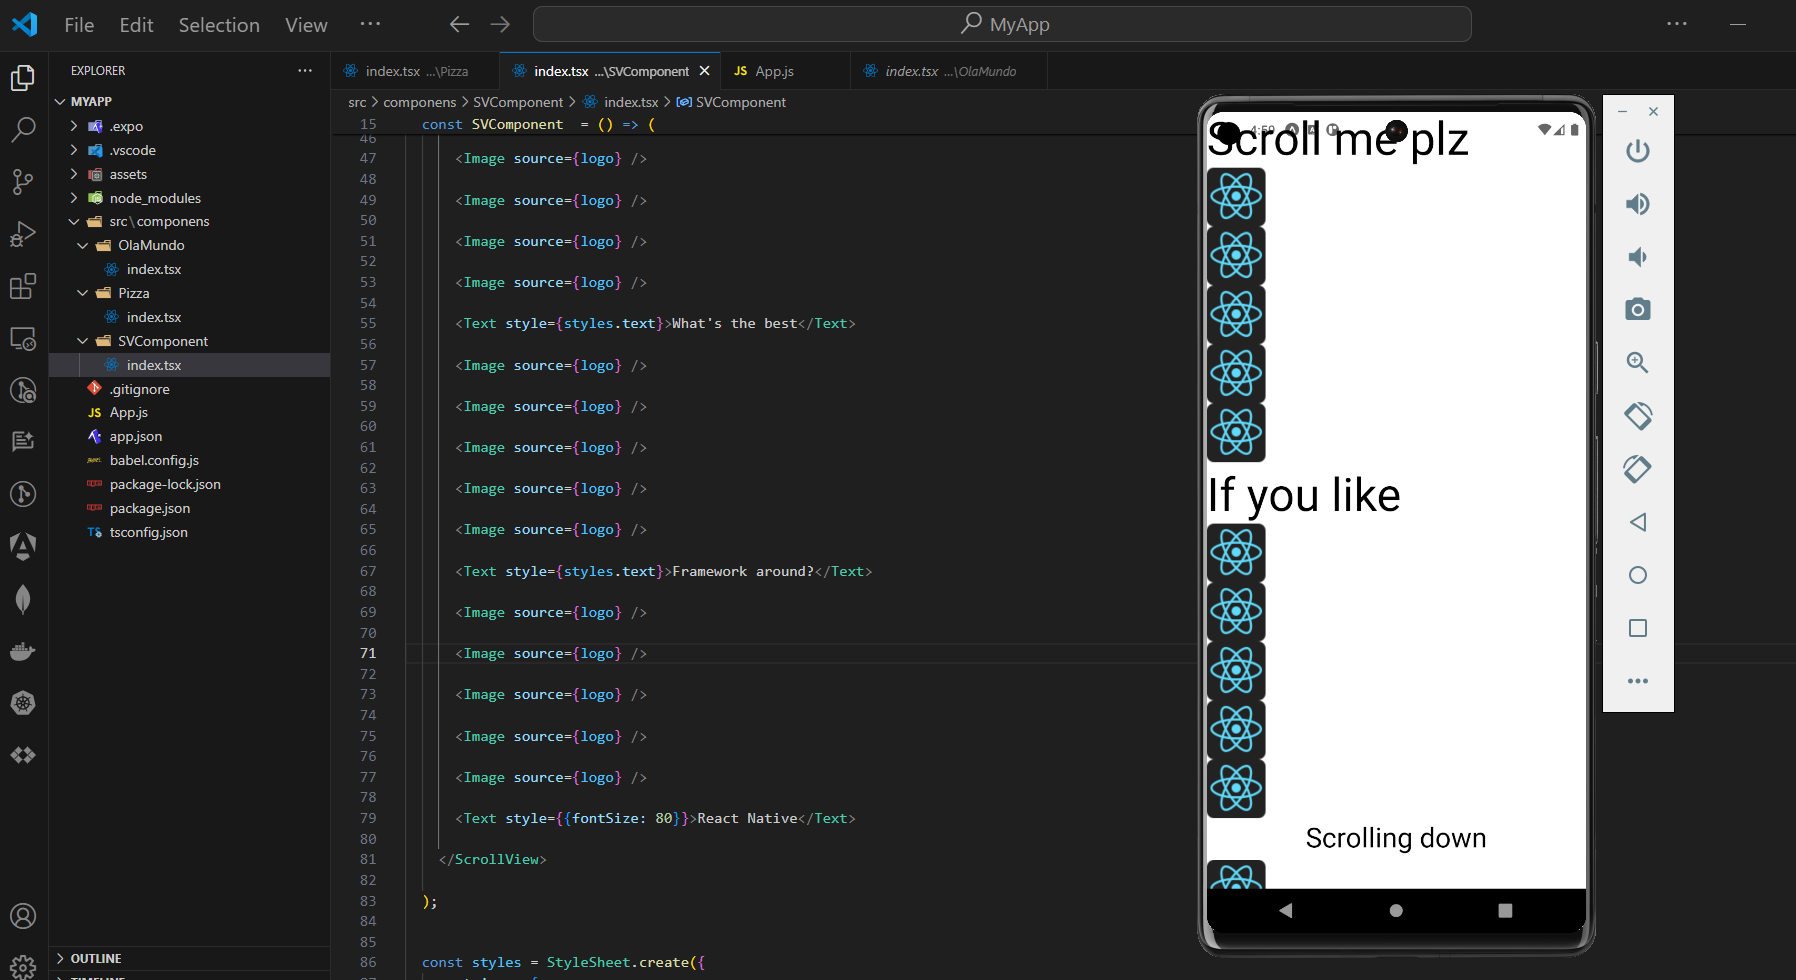 File Edit Selection View ··· MyApp ···
EXPLORER ···
MYAPP
.expo
.vscode
assets
node_modules
src\componens
OlaMundo
index.tsx
Pizza
index.tsx
SVComponent
index.tsx
.gitignore
JS App.js
app.json
babel.config.js
package-lock.json
package.json
TS tsconfig.json
OUTLINE
TIMELINE
index.tsx ...\Pizza index.tsx ...\SVComponent JS App.js index.tsx ...\OlaMundo
src > componens > SVComponent > index.tsx > SVComponent
15 const SVComponent = () => (
46
47 <Image source={logo} />
48
49 <Image source={logo} />
50
51 <Image source={logo} />
52
53 <Image source={logo} />
54
55 <Text style={styles.text}>What's the best</Text>
56
57 <Image source={logo} />
58
59 <Image source={logo} />
60
61 <Image source={logo} />
62
63 <Image source={logo} />
64
65 <Image source={logo} />
66
67 <Text style={styles.text}>Framework around?</Text>
68
69 <Image source={logo} />
70
71 <Image source={logo} />
72
73 <Image source={logo} />
74
75 <Image source={logo} />
76
77 <Image source={logo} />
78
79 <Text style={{fontSize: 80}}>React Native</Text>
80
81 </ScrollView>
82
83 );
84
85
86 const styles = StyleSheet.create({
Scroll me plz
If you like
Scrolling down